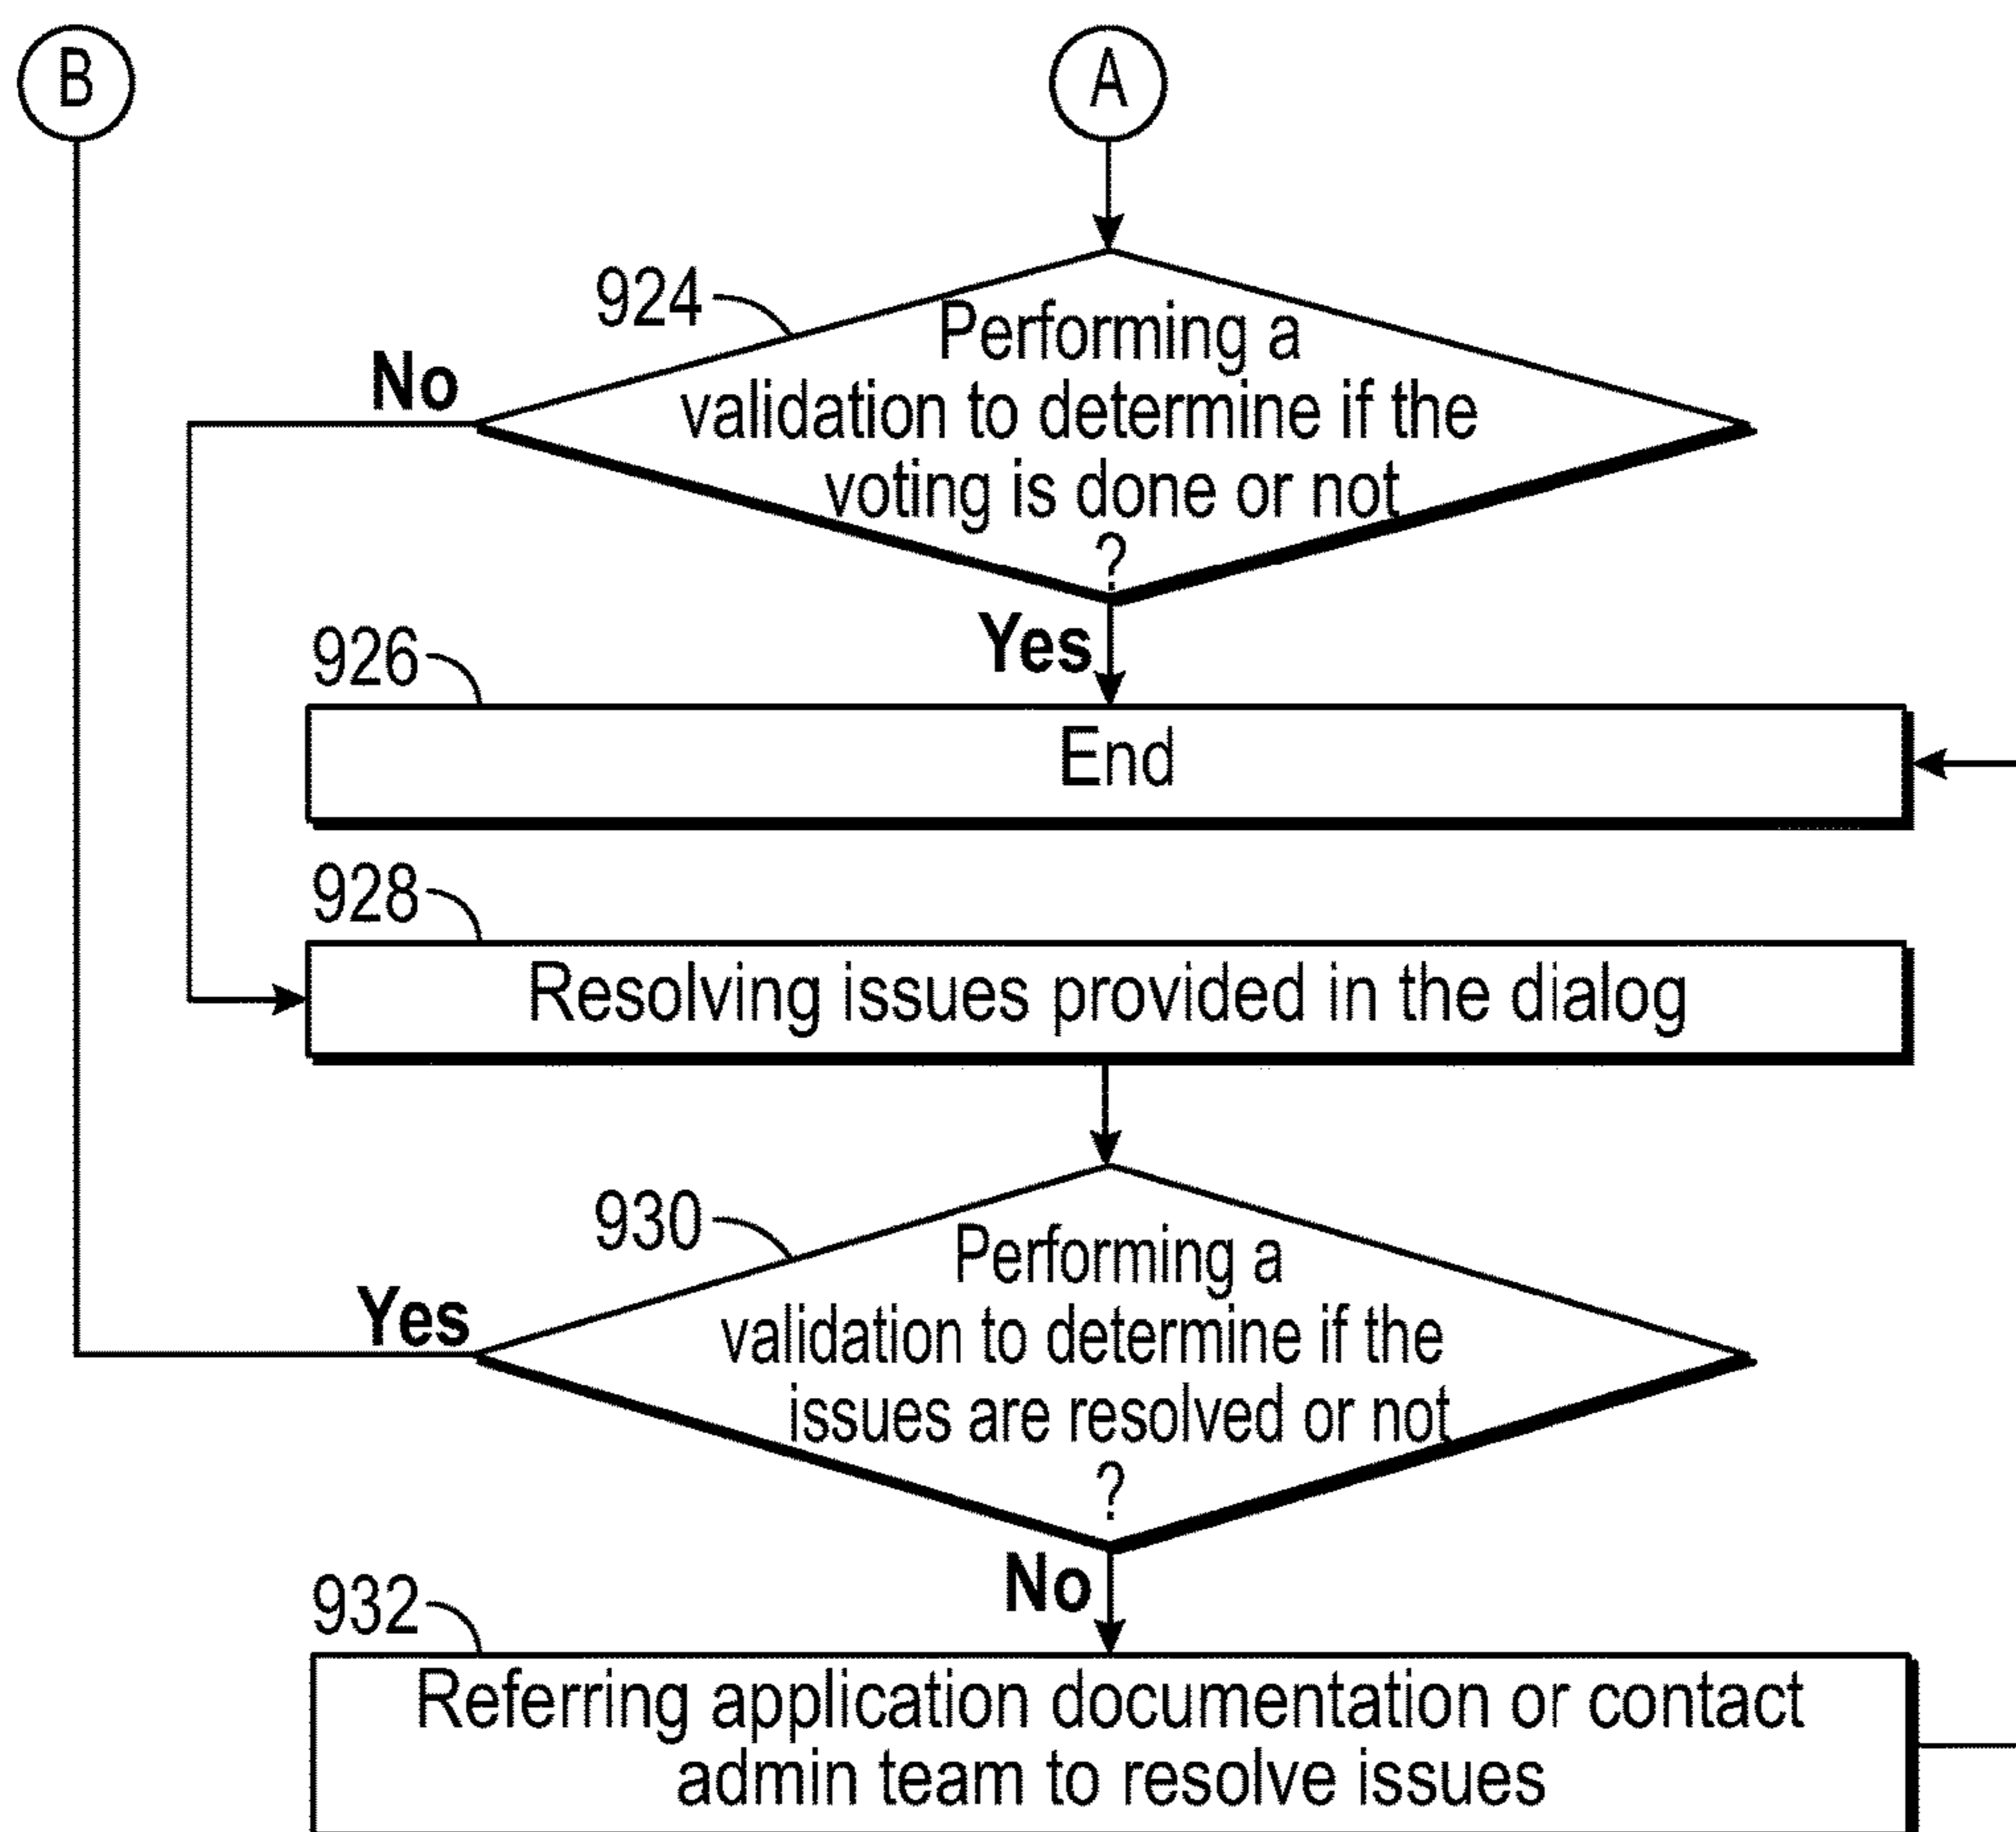 B
A
924
Performing a
No
validation to determine if the
voting is done or not
?
Yes
926
End
928
Resolving issues provided in the dialog
930
Performing a
Yes
validation to determine if the
issues are resolved or not
?
No
932
Referring application documentation or contact
admin team to resolve issues